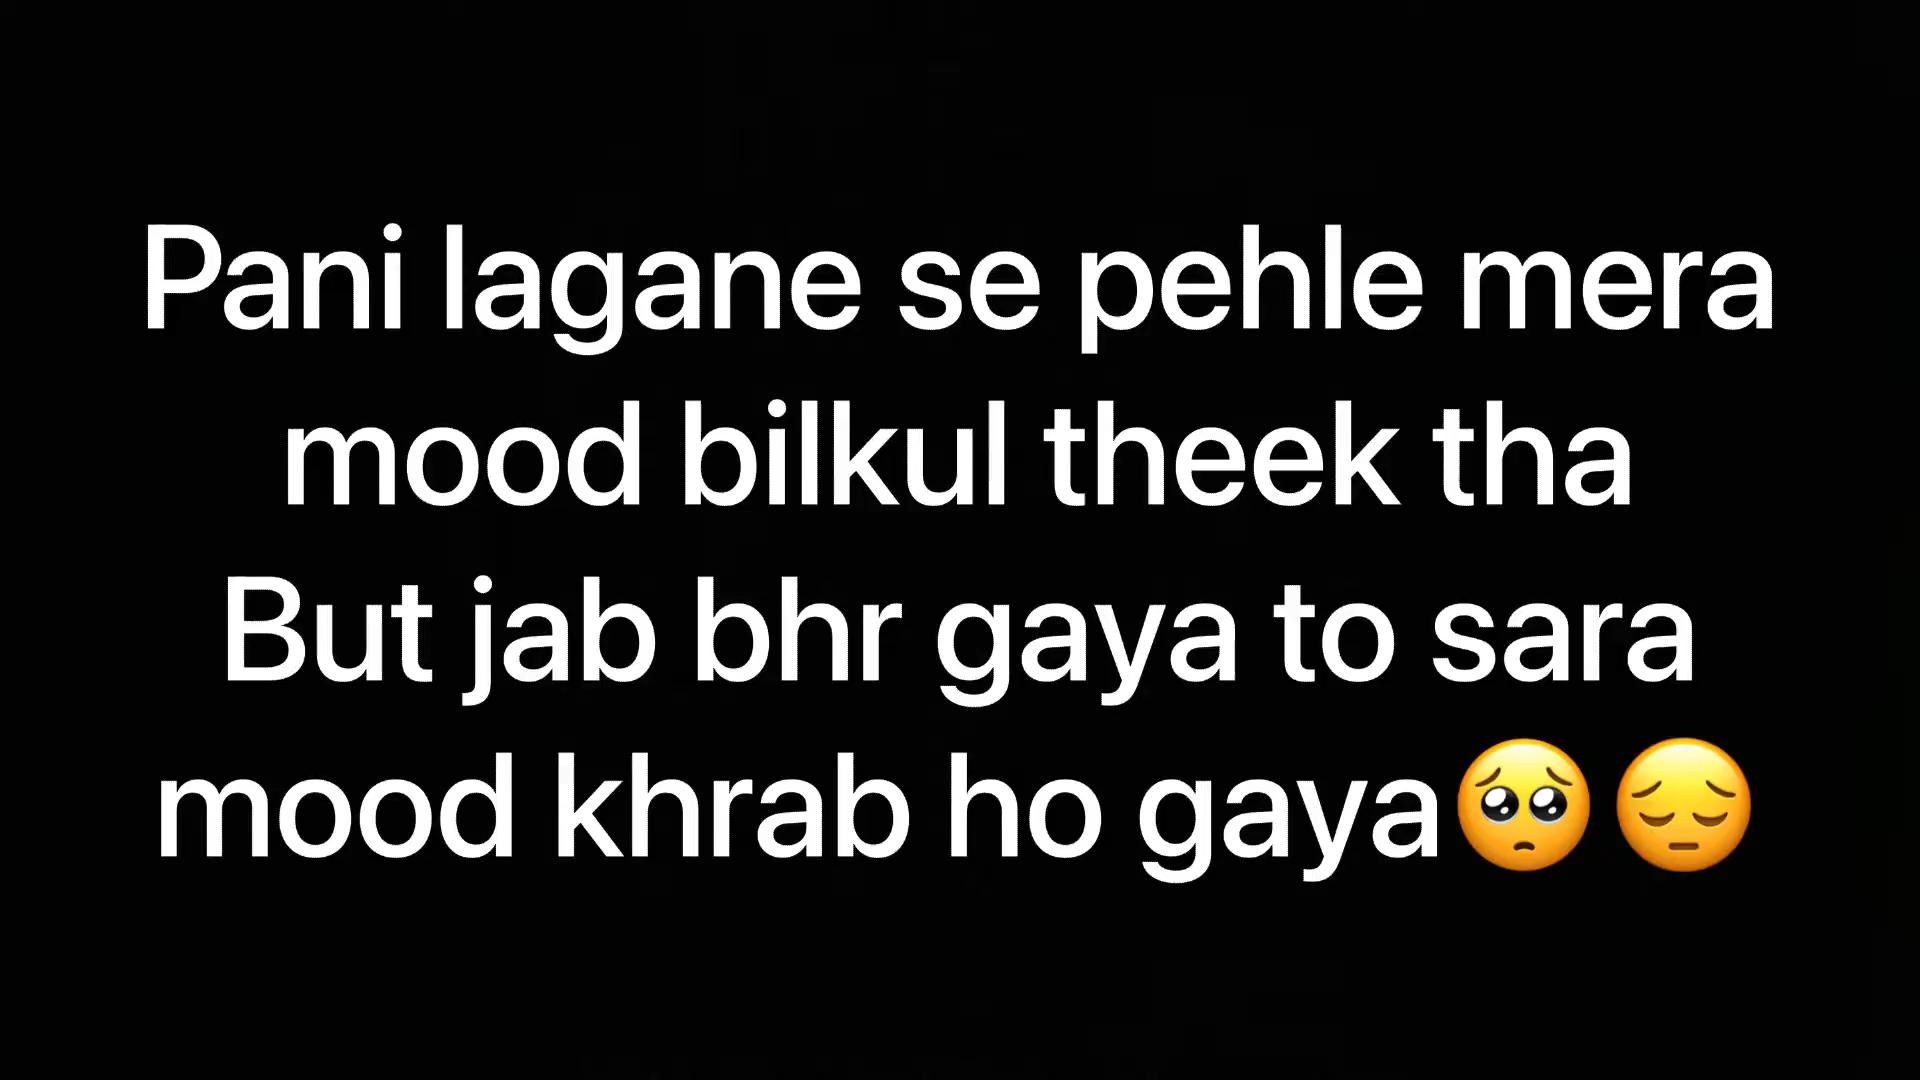 Pani lagane se pehle mera
mood bilkul theek tha
But jab bhr gaya to sara
mood khrab ho gaya🥺😔